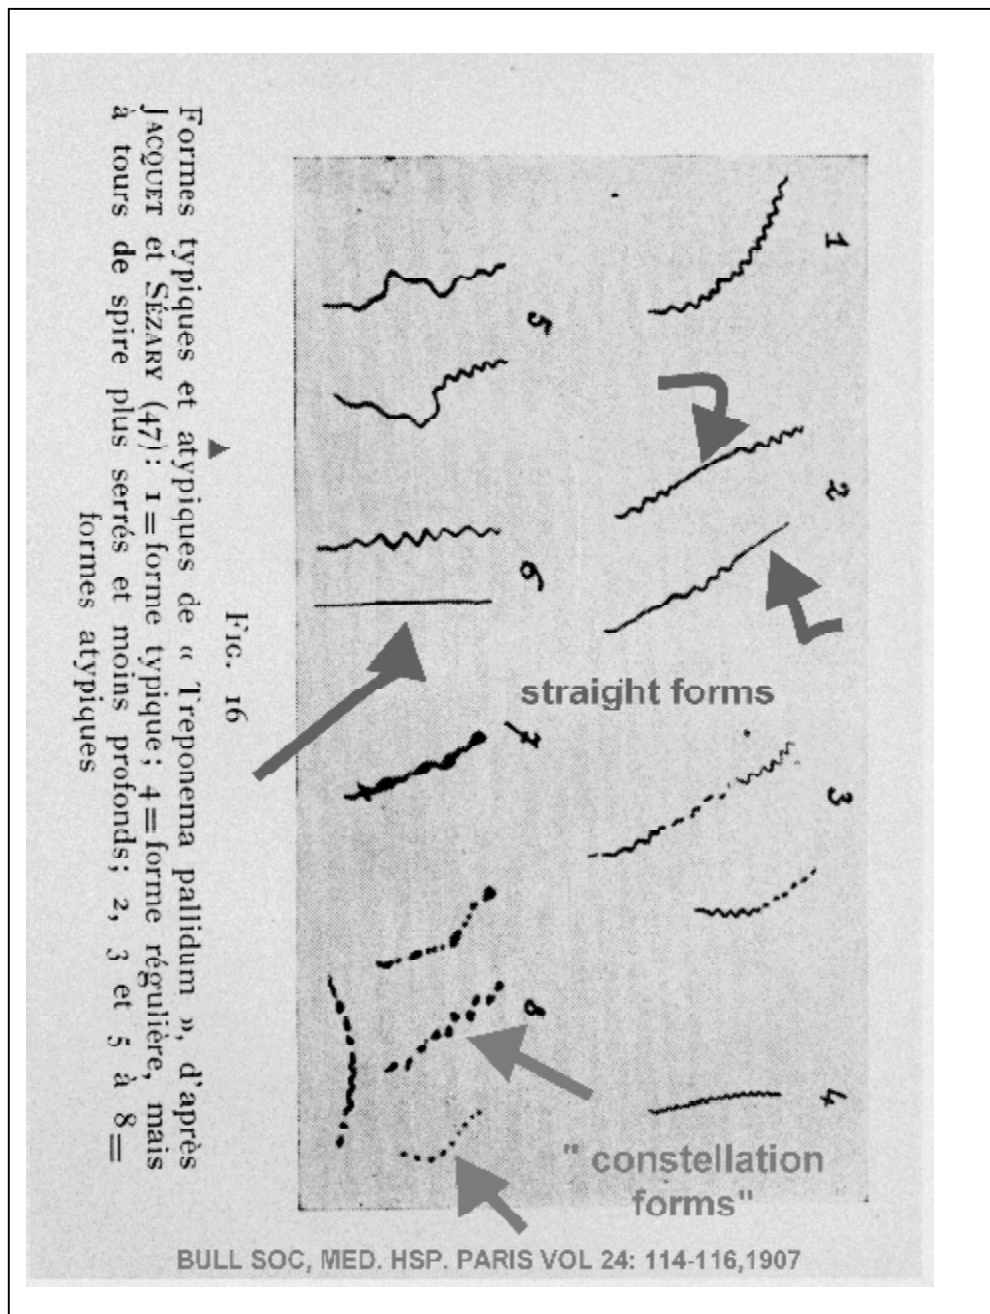 Fig. 16
Formes typiques et atypiques de « Treponema pallidum », d'après
Jacquet et Sézary (47) : 1 = forme typique ; 4 = forme régulière, mais
à tours de spire plus serrés et moins profonds ; 2, 3 et 5 à 8 =
formes atypiques
1
2
3
4
5
6
7
8
straight forms
" constellation
forms"
BULL SOC, MED. HSP. PARIS VOL 24: 114-116,1907